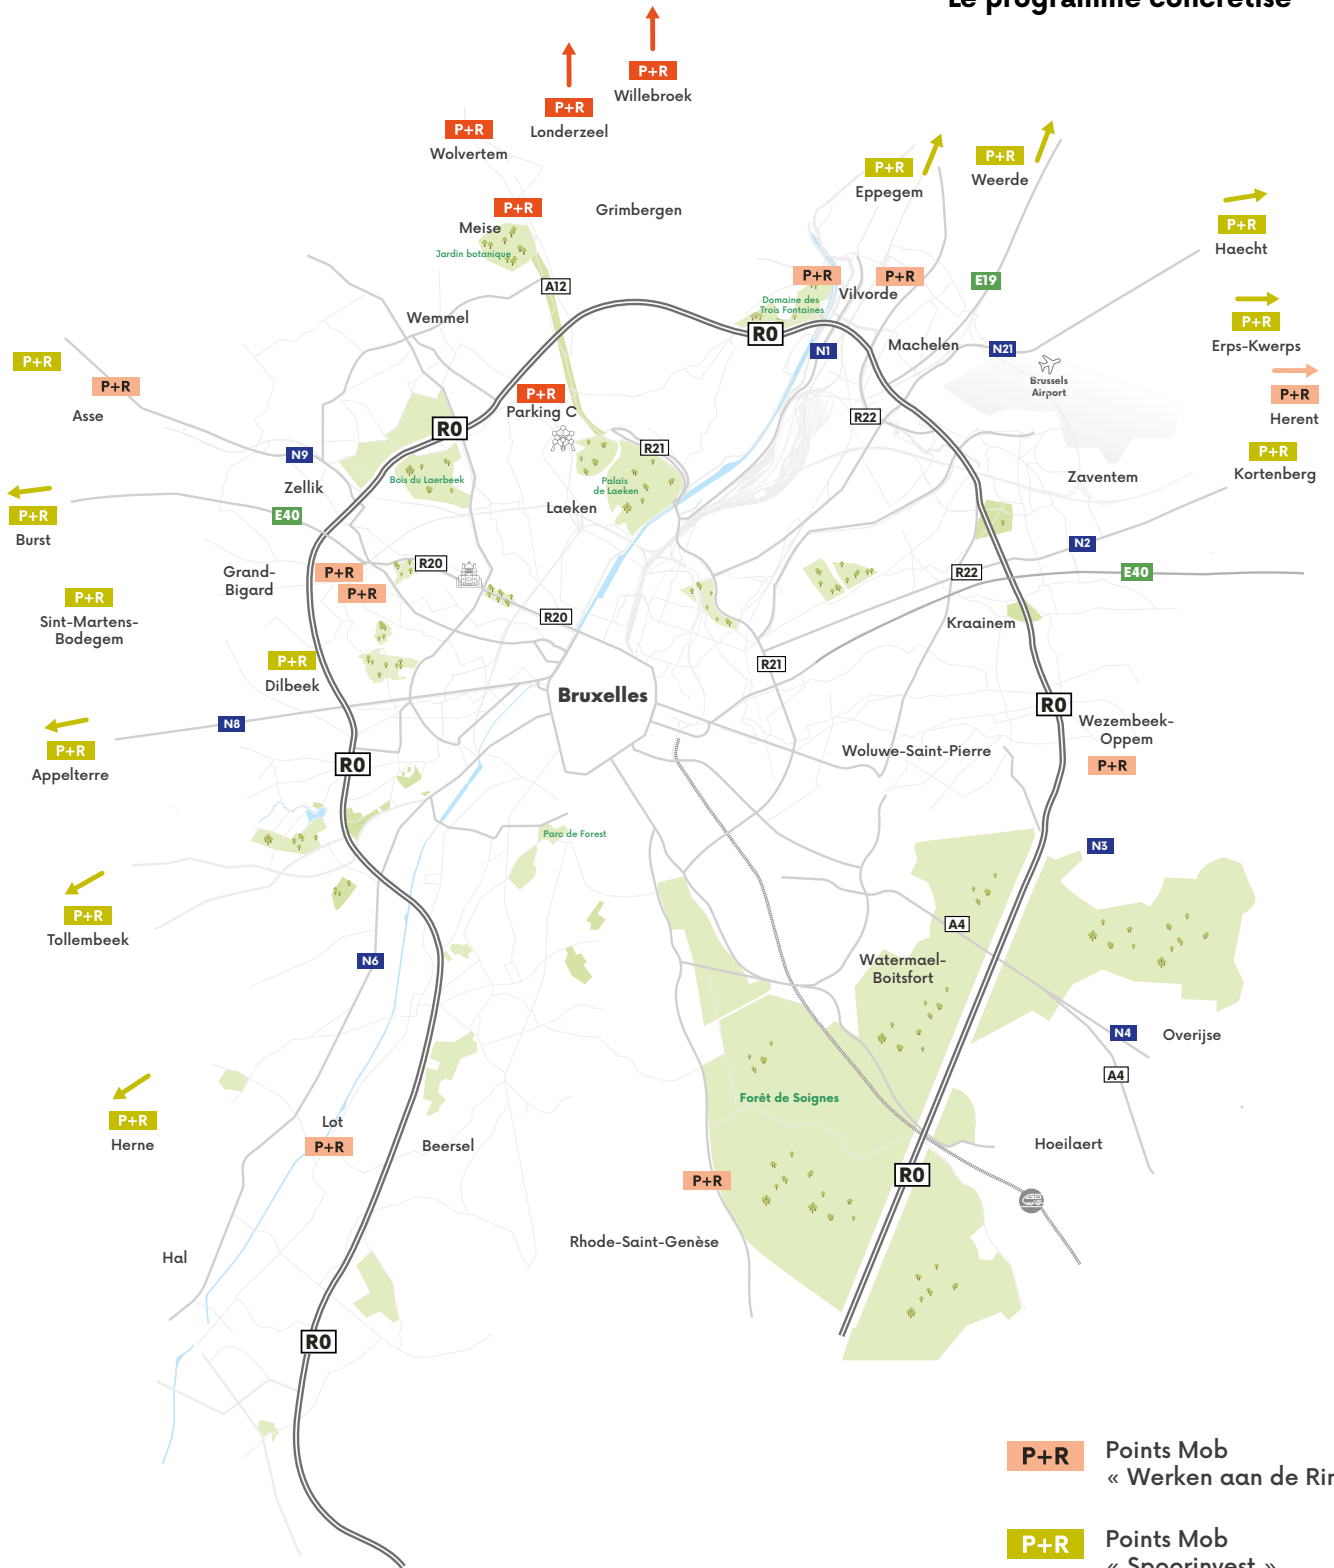 Le programme concrétisé
P+R
Willebroek
P+R
Londerzeel
P+R
Wolvertem
P+R
Eppegem
P+R
Weerde
P+R
Meise
Jardin botanique
Grimbergen
P+R
Haecht
A12
P+R
P+R
Vilvorde
E19
Domaine des
Trois Fontaines
Wemmel
R0
N1
Machelen
N21
P+R
Erps-Kwerps
P+R
P+R
Asse
P+R
Parking C
Brussels
Airport
P+R
Herent
R0
R22
N9
Zellik
Bois du Laerbeek
R21
Palais
de Laeken
Laeken
P+R
Kortenberg
Zaventem
P+R
Burst
E40
N2
Grand-
Bigard
P+R
P+R
R20
R20
R22
E40
P+R
Sint-Martens-
Bodegem
Kraainem
P+R
Dilbeek
R21
Bruxelles
N8
R0
Wezembeek-
Oppem
P+R
P+R
Appelterre
R0
Woluwe-Saint-Pierre
Parc de Forest
N3
P+R
Tollembeek
A4
N6
Watermael-
Boitsfort
N4
Overijse
A4
P+R
Herne
Forêt de Soignes
Lot
P+R
Beersel
Hoeilaert
P+R
R0
Rhode-Saint-Genèse
Hal
R0
P+R
Points Mob
« Werken aan de Rin
P+R
Points Mob
« Spoorinvest »